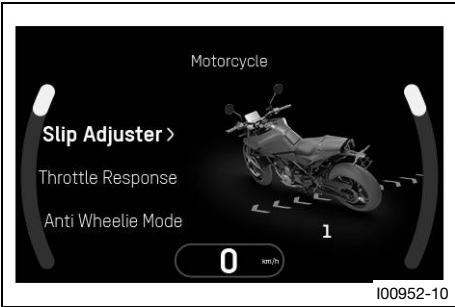 Motorcycle
Slip Adjuster >
Throttle Response
Anti Wheelie Mode
1
0 km/h
I00952-10